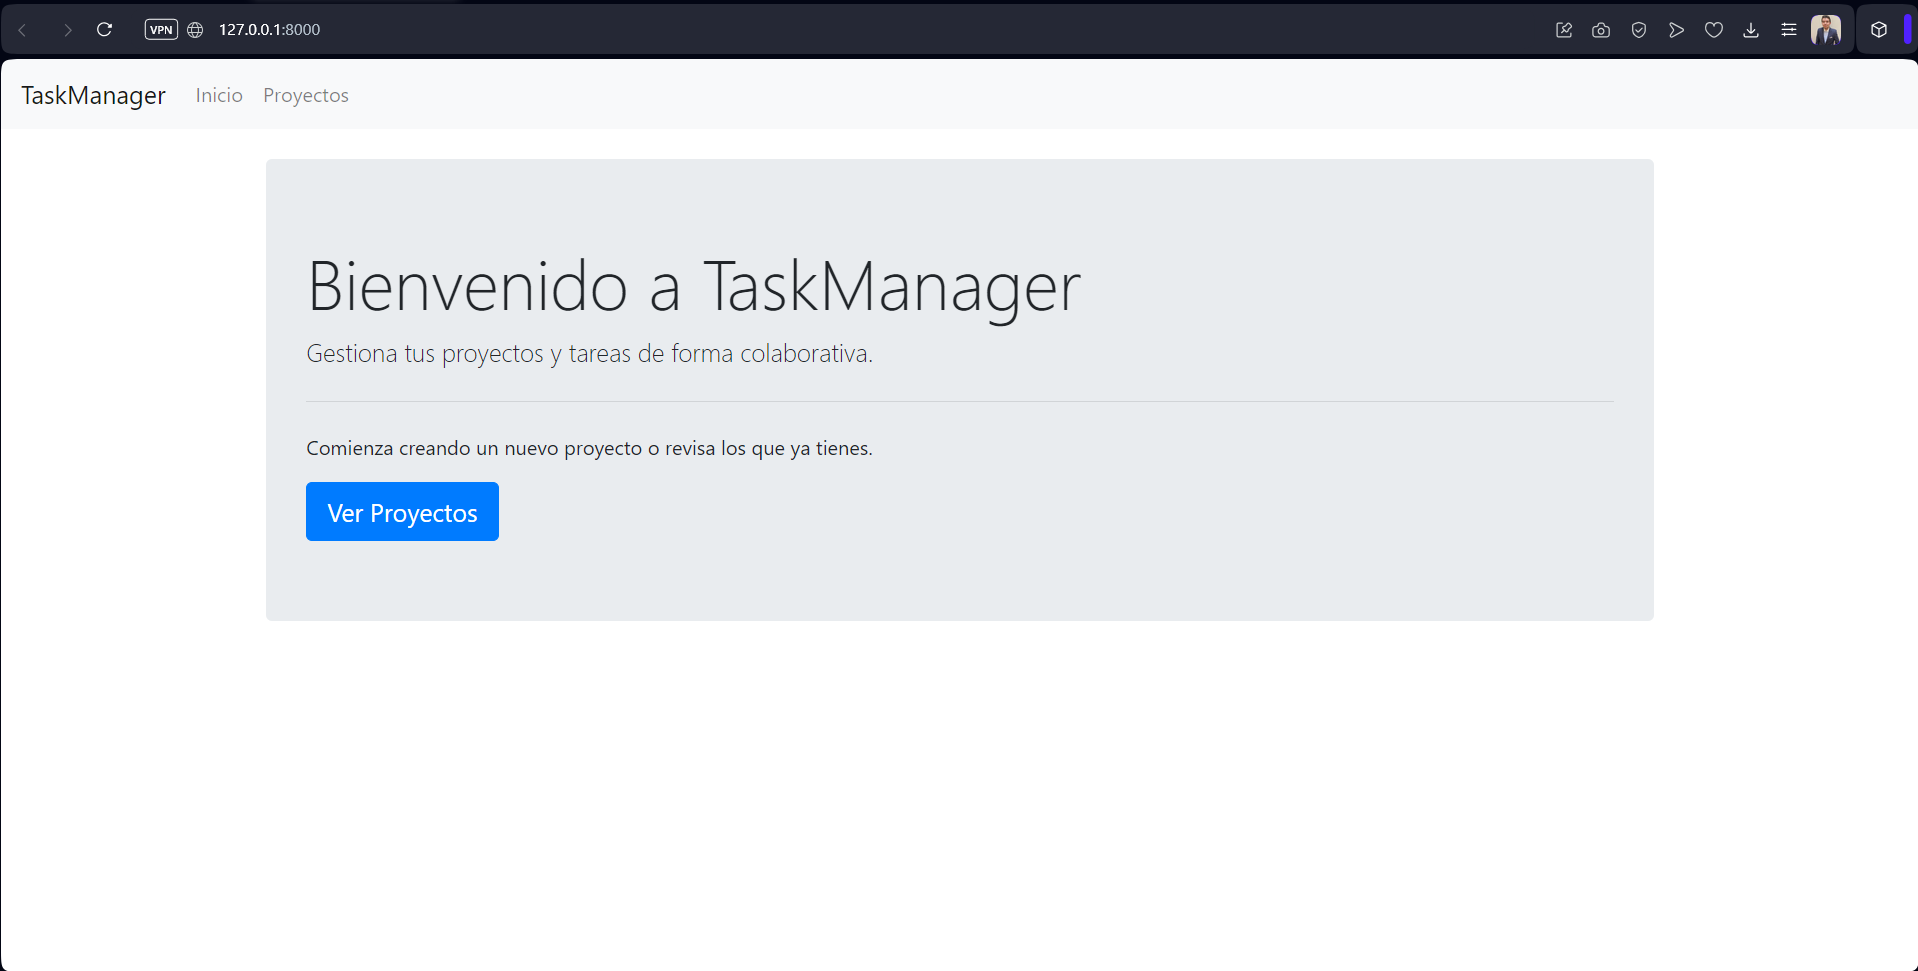 VPN 127.0.0.1:8000
TaskManager Inicio Proyectos
Bienvenido a TaskManager
Gestiona tus proyectos y tareas de forma colaborativa.
Comienza creando un nuevo proyecto o revisa los que ya tienes.
Ver Proyectos